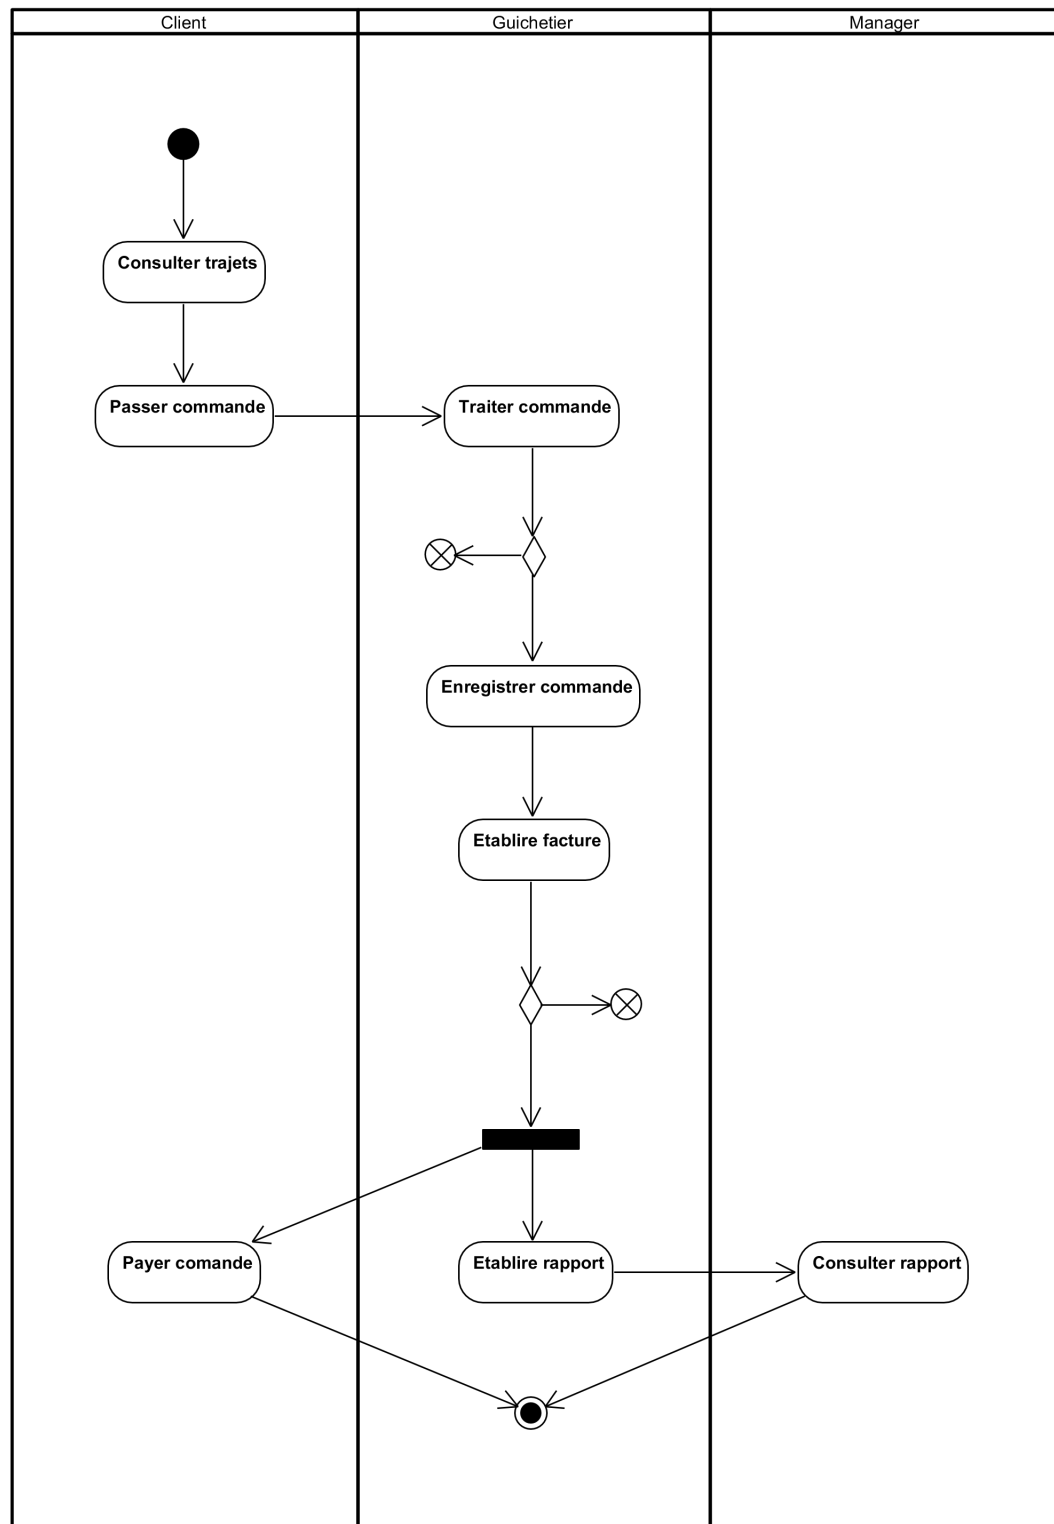 Client
Guichetier
Manager
Consulter trajets
Passer commande
Traiter commande
Enregistrer commande
Etablire facture
Payer comande
Etablire rapport
Consulter rapport